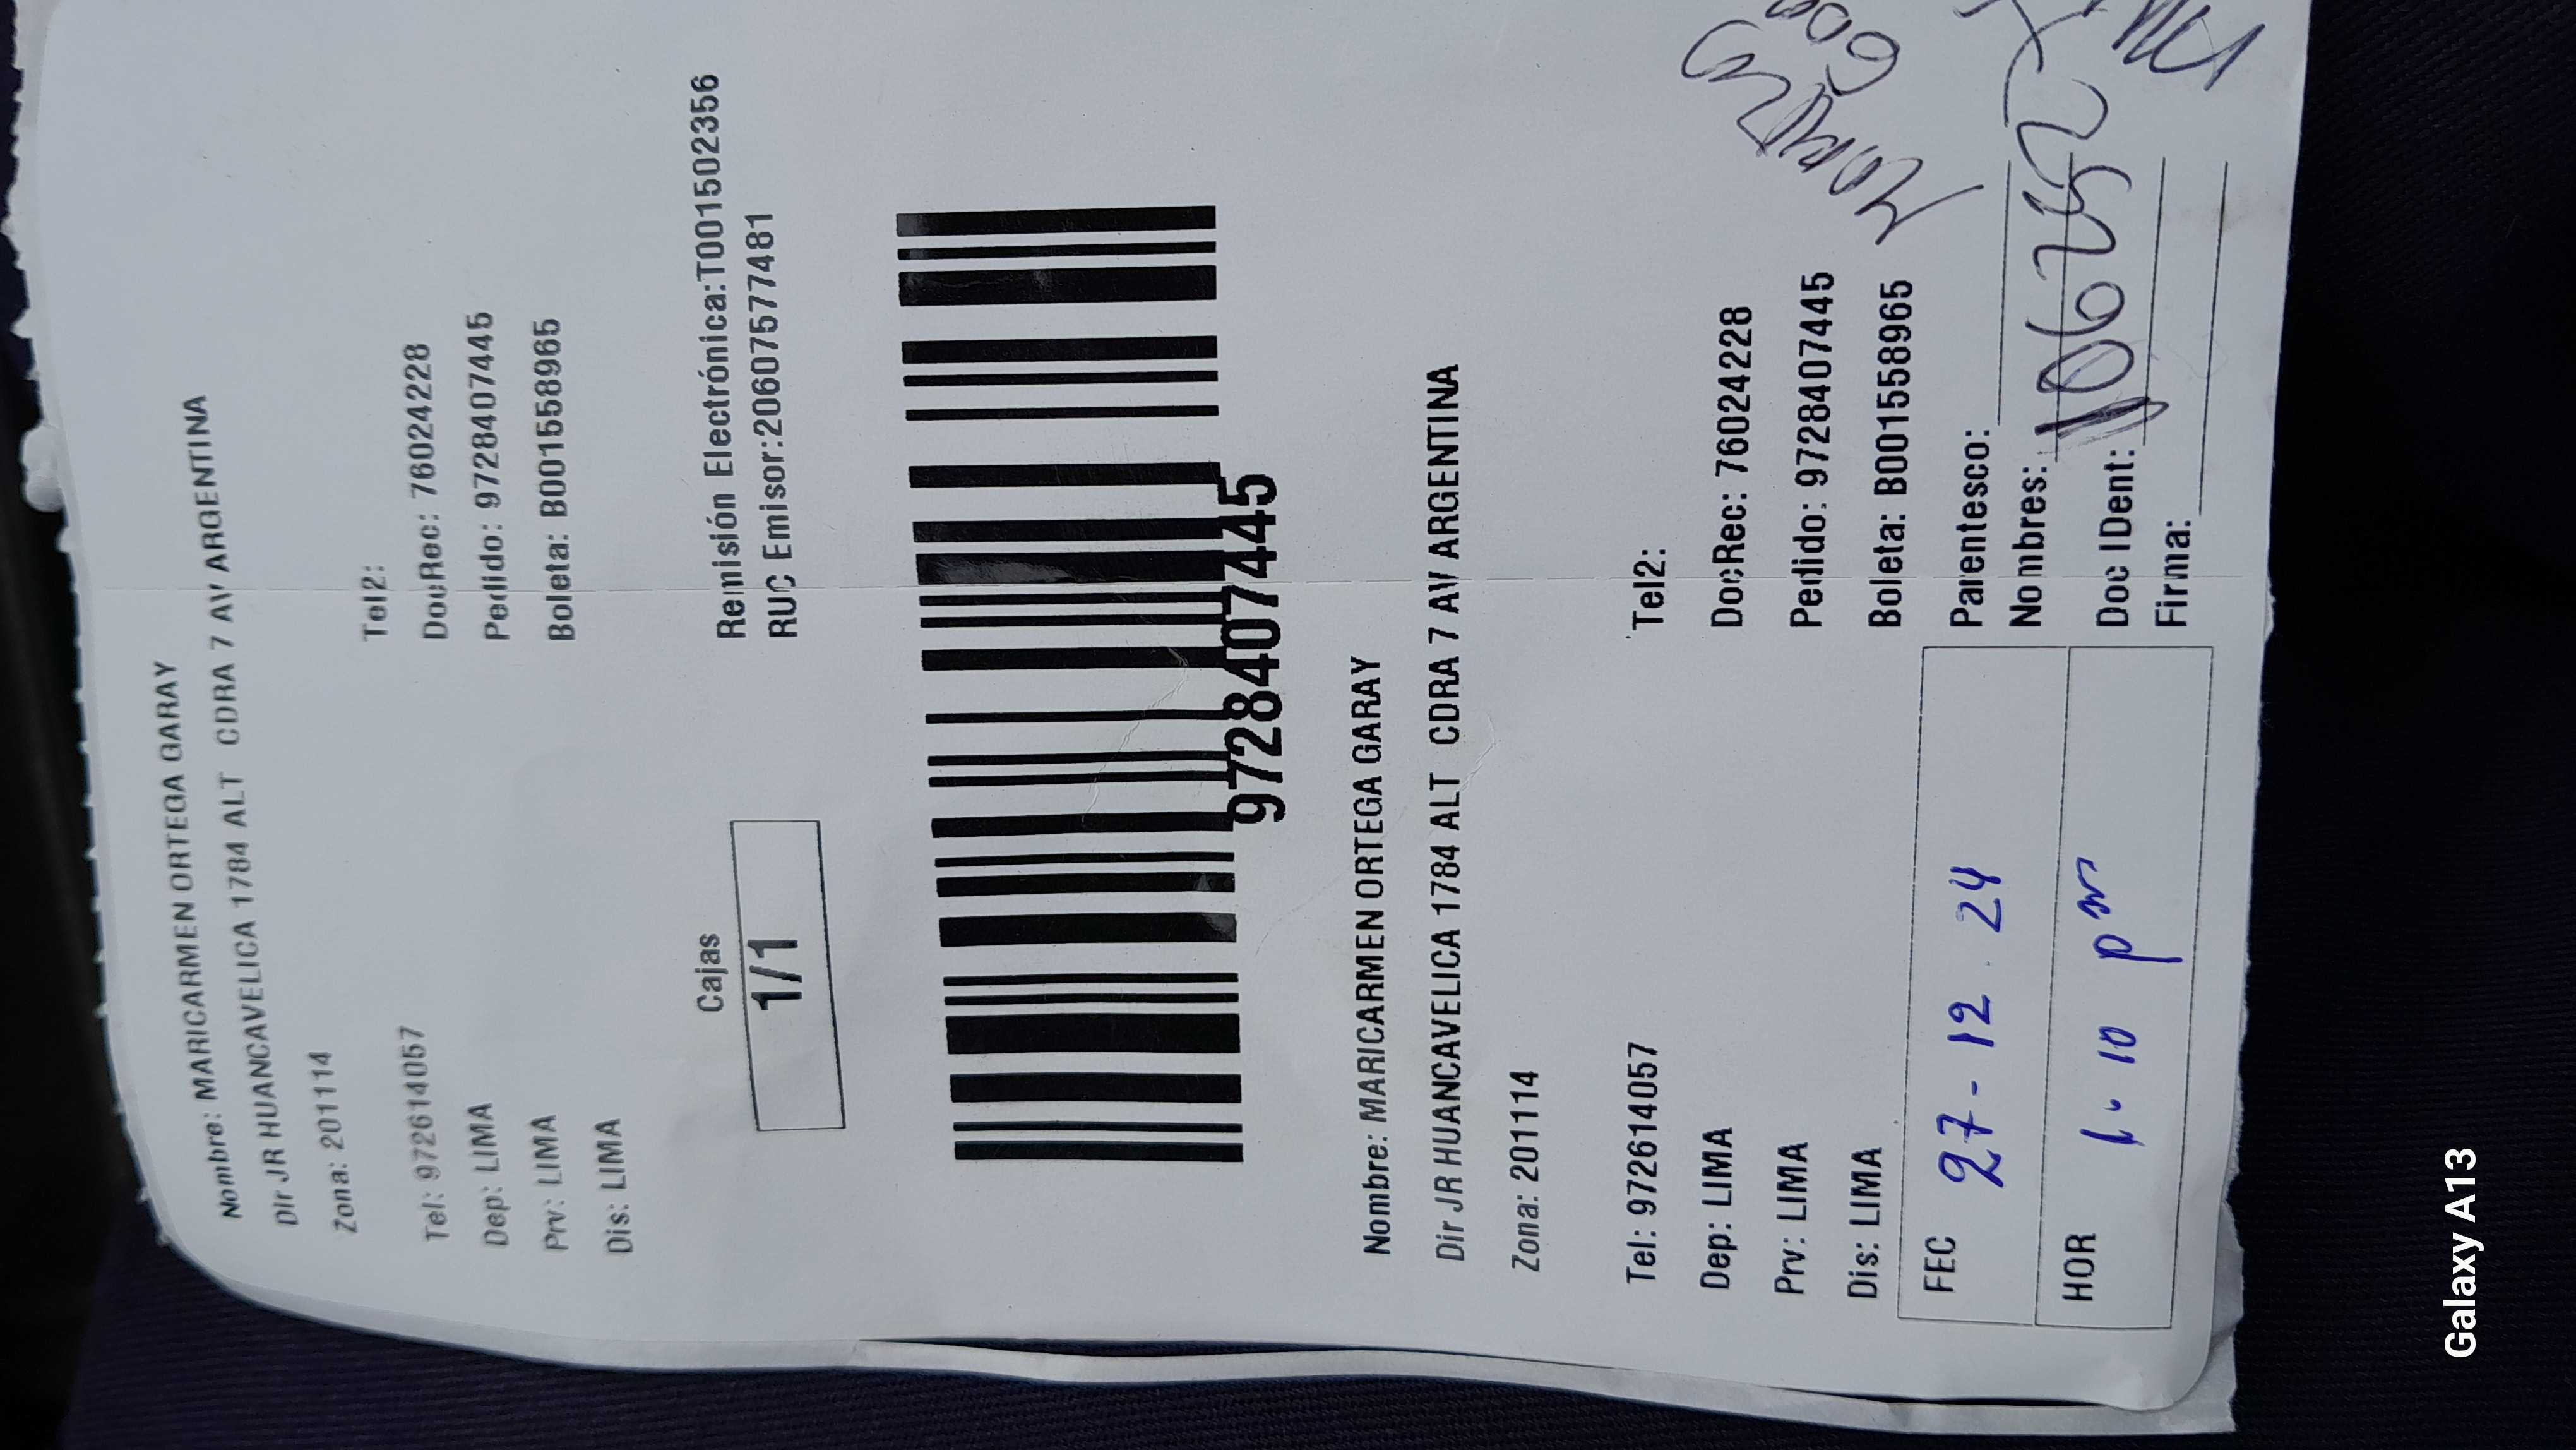 Nombre: MARICARMEN ORTEGA GARAY
Dir JR HUANCAVELICA 1784 ALT CDRA 7 AV ARGENTINA
Zona: 201114
Tel: 972614057 Tel2:
Dep: LIMA DocRec: 76024228
Prv: LIMA Pedido: 9728407445
Dis: LIMA Boleta: B001558965
Cajas
1/1
Remisión Electrónica:T001502356
RUC Emisor:20607577481
9728407445
Nombre: MARICARMEN ORTEGA GARAY
Dir JR HUANCAVELICA 1784 ALT CDRA 7 AV ARGENTINA
Zona: 201114
Tel: 972614057 Tel2:
Dep: LIMA DocRec: 76024228
Prv: LIMA Pedido: 9728407445
Dis: LIMA Boleta: B001558965
FEC 27-12.24
HOR 1.10 pm
Parentesco:
Nombres:
Doc IDent:
Firma:
Galaxy A13